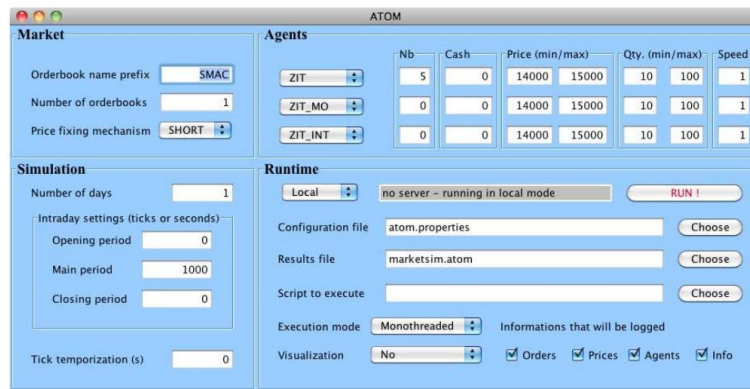 ATOM
Market
Orderbook name prefix SMAC
Number of orderbooks 1
Price fixing mechanism SHORT
Agents
Nb Cash Price (min/max) Qty. (min/max) Speed
ZIT 5 0 14000 15000 10 100 1
ZIT_MO 0 0 14000 15000 10 100 1
ZIT_INT 0 0 14000 15000 10 100 1
Simulation
Number of days 1
Intraday settings (ticks or seconds)
Opening period 0
Main period 1000
Closing period 0
Tick temporization (s) 0
Runtime
Local no server – running in local mode RUN !
Configuration file atom.properties Choose
Results file marketsim.atom Choose
Script to execute Choose
Execution mode Monothreaded Informations that will be logged
Visualization No Orders Prices Agents Info